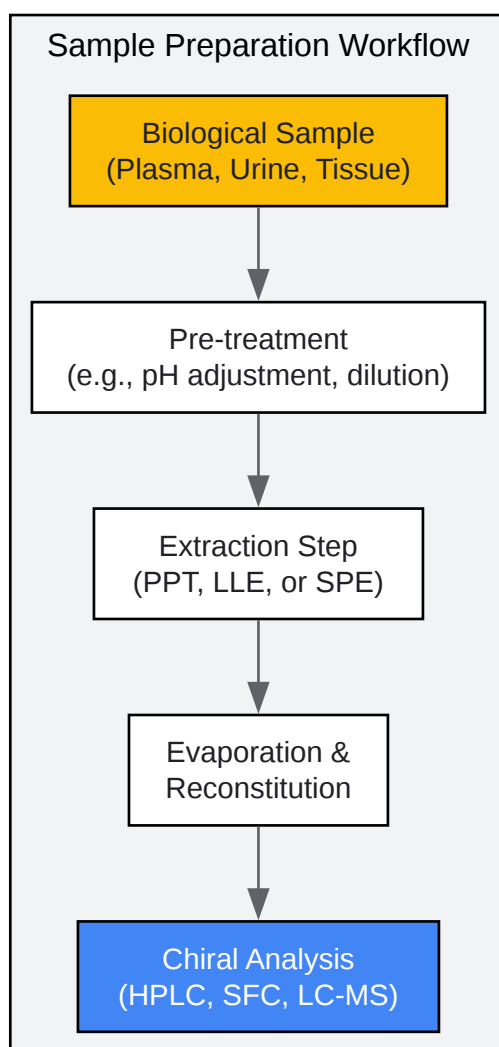 Sample Preparation Workflow
Biological Sample
(Plasma, Urine, Tissue)
Pre-treatment
(e.g., pH adjustment, dilution)
Extraction Step
(PPT, LLE, or SPE)
Evaporation &
Reconstitution
Chiral Analysis
(HPLC, SFC, LC-MS)